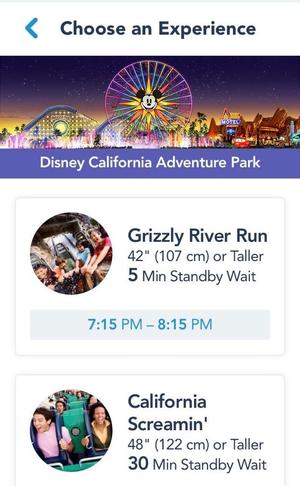 Choose an Experience
MOTEL
Disney California Adventure Park
Grizzly River Run
42" (107 cm) or Taller
5 Min Standby Wait
7:15 PM – 8:15 PM
California
Screamin'
48" (122 cm) or Taller
30 Min Standby Wait